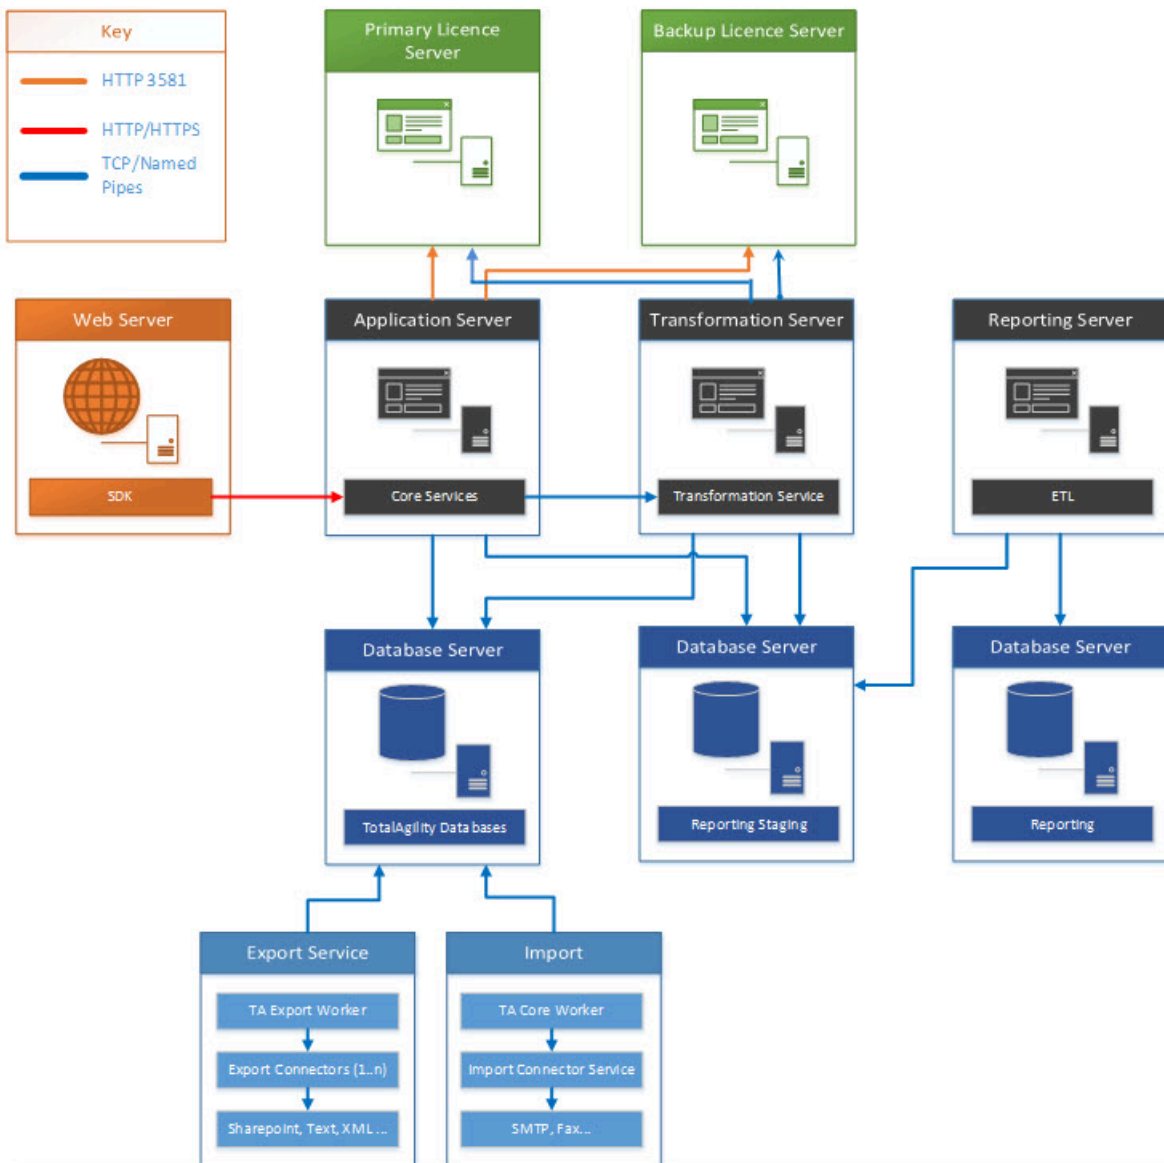 Key
HTTP 3581
HTTP/HTTPS
TCP/Named
Pipes
Primary Licence
Server
Backup Licence Server
Web Server
SDK
Application Server
Core Services
Transformation Server
Transformation Service
Reporting Server
ETL
Database Server
TotalAgility Databases
Database Server
Reporting Staging
Database Server
Reporting
Export Service
TA Export Worker
Export Connectors (1..n)
Sharepoint, Text, XML ...
Import
TA Core Worker
Import Connector Service
SMTP, Fax...